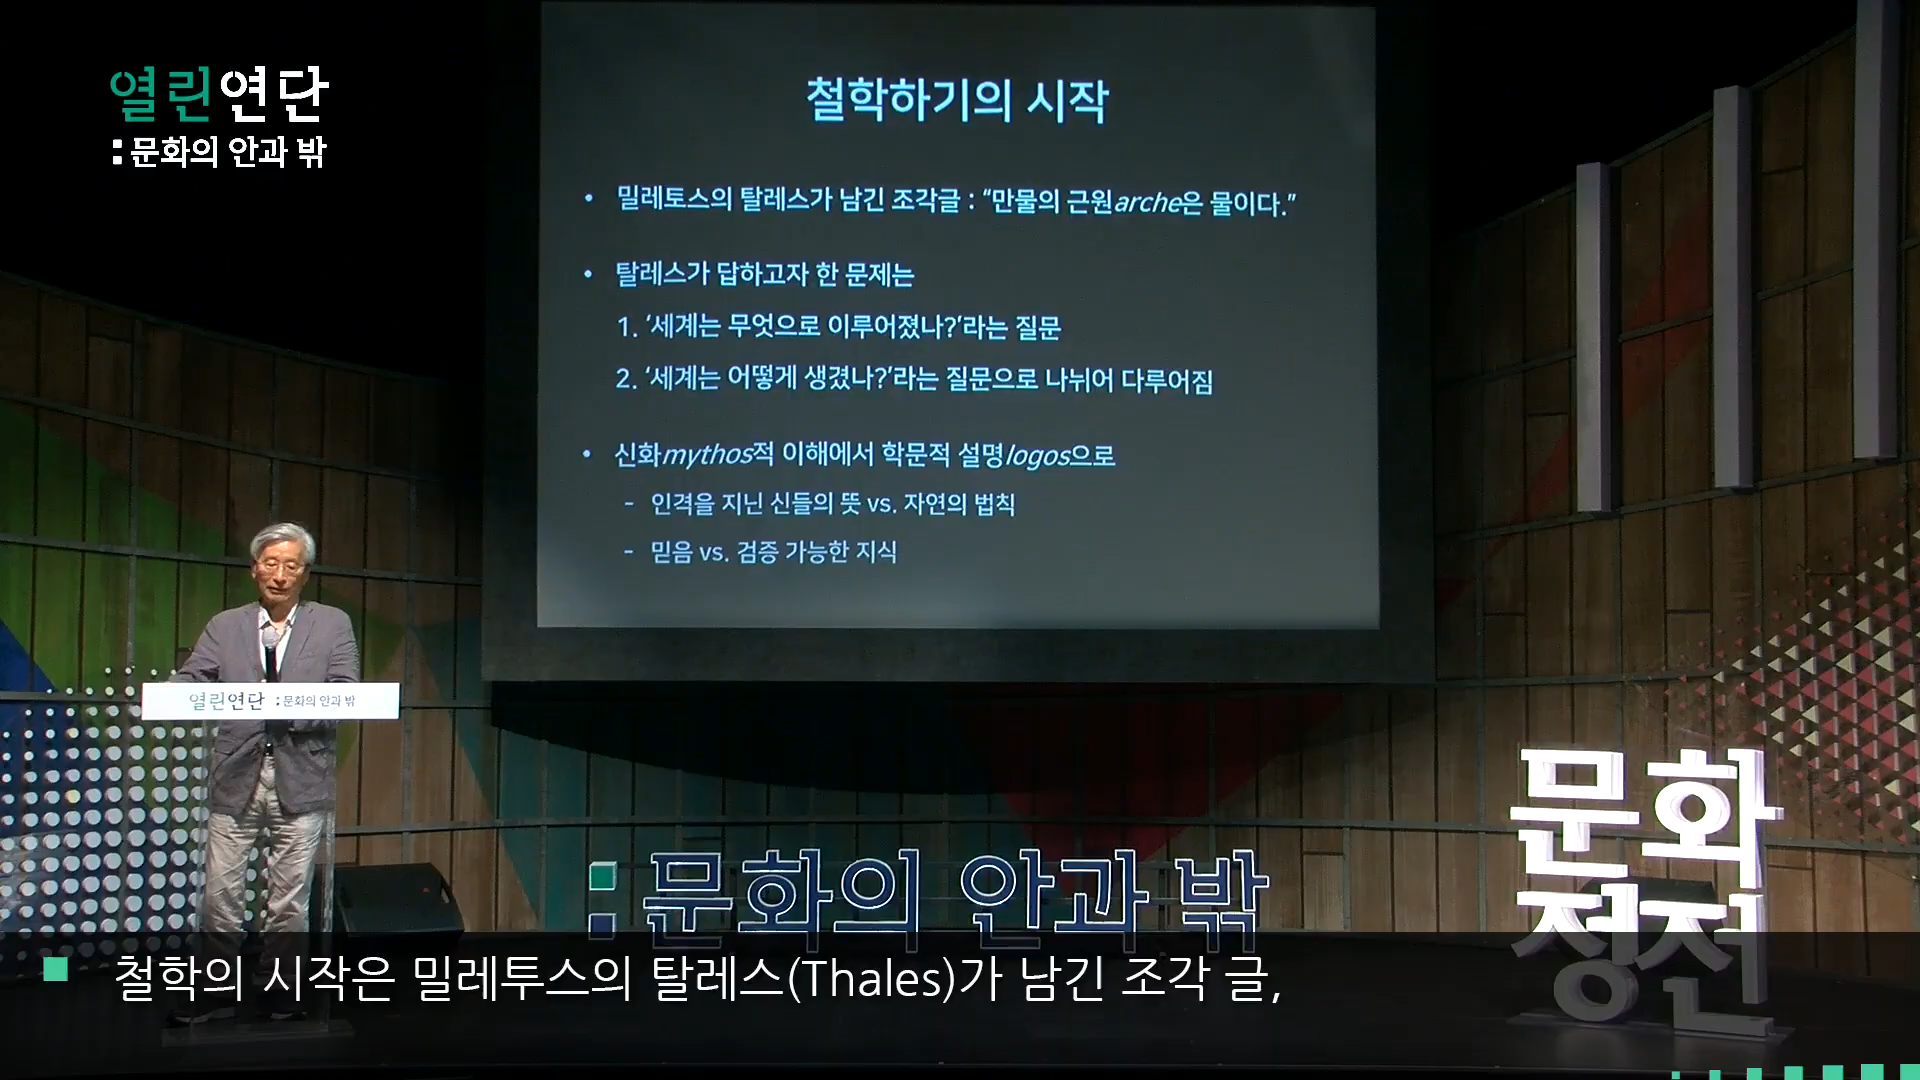 열린연단
:문화의 안과 밖
철학하기의 시작
• 밀레토스의 탈레스가 남긴 조각글 : “만물의 근원arche은 물이다.”
• 탈레스가 답하고자 한 문제는
1. ‘세계는 무엇으로 이루어졌나?’라는 질문
2. ‘세계는 어떻게 생겼나?’라는 질문으로 나뉘어 다루어짐
• 신화mythos적 이해에서 학문적 설명logos으로
- 인격을 지닌 신들의 뜻 vs. 자연의 법칙
- 믿음 vs. 검증 가능한 지식
열린연단 :문화의 안과 밖
:문화의 안과 밖
문화
정전
철학의 시작은 밀레투스의 탈레스(Thales)가 남긴 조각 글,